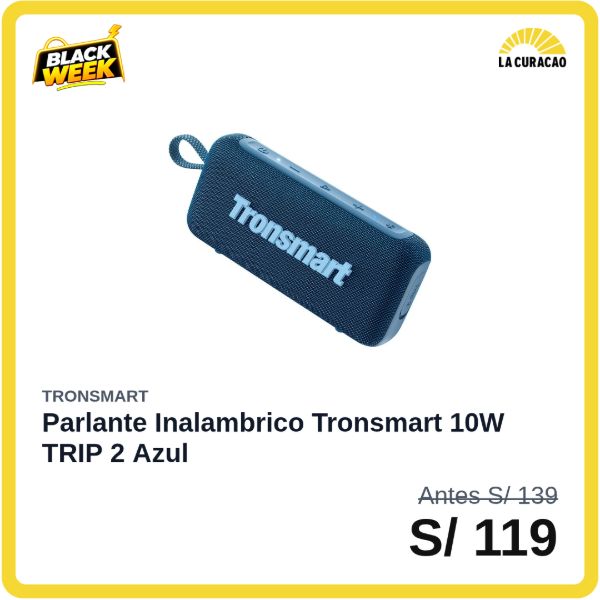 BLACK
WEEK
LA CURACAO
Tronsmart
TRONSMART
Parlante Inalambrico Tronsmart 10W
TRIP 2 Azul
Antes S/ 139
S/ 119